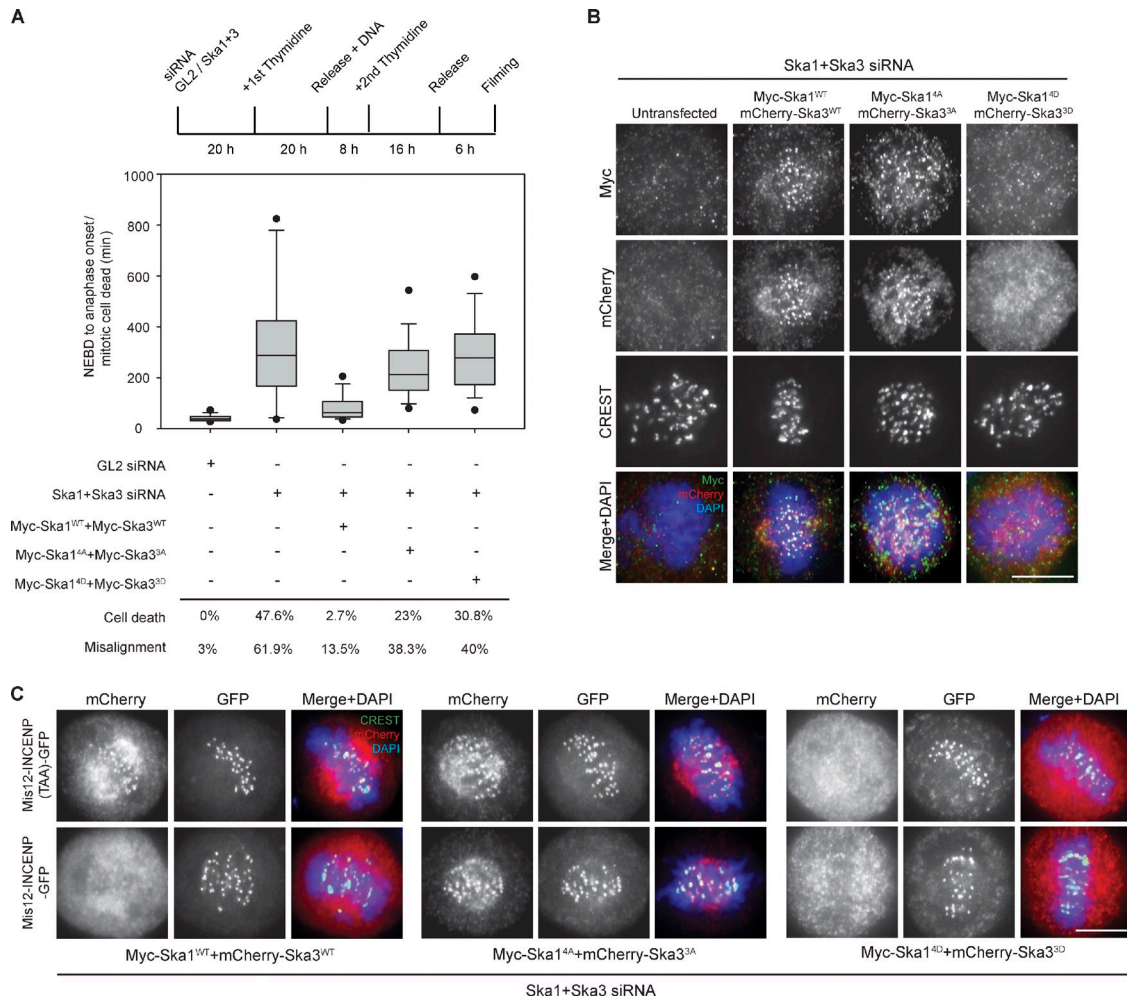 A
siRNA
GL2 / Ska1+3
+1st Thymidine
Release + DNA
+2nd Thymidine
Release
Filming
20 h 20 h 8 h 16 h 6 h
NEBD to anaphase onset/
mitotic cell dead (min)
1000
800
600
400
200
0
GL2 siRNA + - - - -
Ska1+Ska3 siRNA - + + + +
Myc-Ska1WT+Myc-Ska3WT - - + - -
Myc-Ska14A+Myc-Ska33A - - - + -
Myc-Ska14D+Myc-Ska33D - - - - +
Cell death 0% 47.6% 2.7% 23% 30.8%
Misalignment 3% 61.9% 13.5% 38.3% 40%
B
Ska1+Ska3 siRNA
Untransfected
Myc-Ska1WT
mCherry-Ska3WT
Myc-Ska14A
mCherry-Ska33A
Myc-Ska14D
mCherry-Ska33D
Myc
mCherry
CREST
Merge+DAPI
Myc
mCherry
DAPI
C
mCherry GFP Merge+DAPI mCherry GFP Merge+DAPI mCherry GFP Merge+DAPI
Mis12-INCENP
(TAA)-GFP
CREST
mCherry
DAPI
CREST
mCherry
DAPI
Mis12-INCENP
-GFP
Myc-Ska1WT+mCherry-Ska3WT
Myc-Ska14A+mCherry-Ska33A
Myc-Ska14D+mCherry-Ska33D
Ska1+Ska3 siRNA